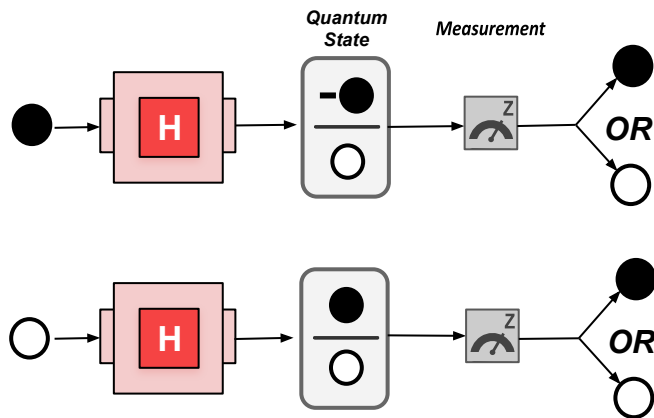 Quantum
State
Measurement
H
Z
OR
H
Z
OR